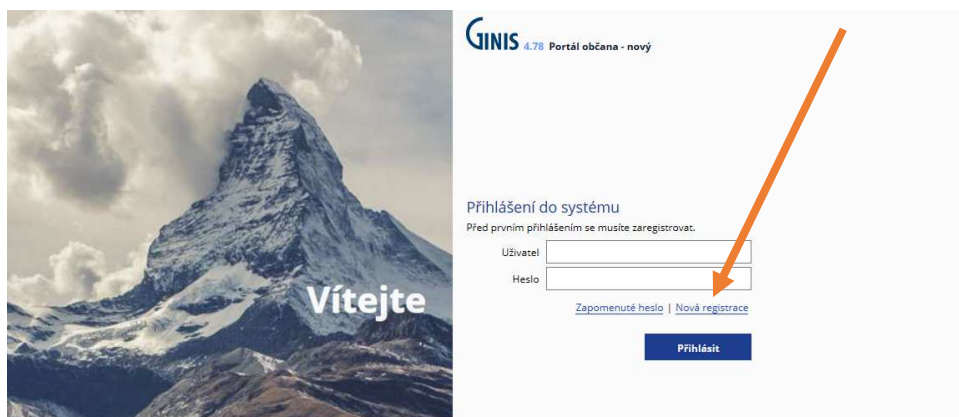 GINIS 4.78 Portál občana - nový
Přihlášení do systému
Před prvním přihlášením se musíte zaregistrovat.
Uživatel
Heslo
Vítejte
Zapomenuté heslo | Nová registrace
Přihlásit